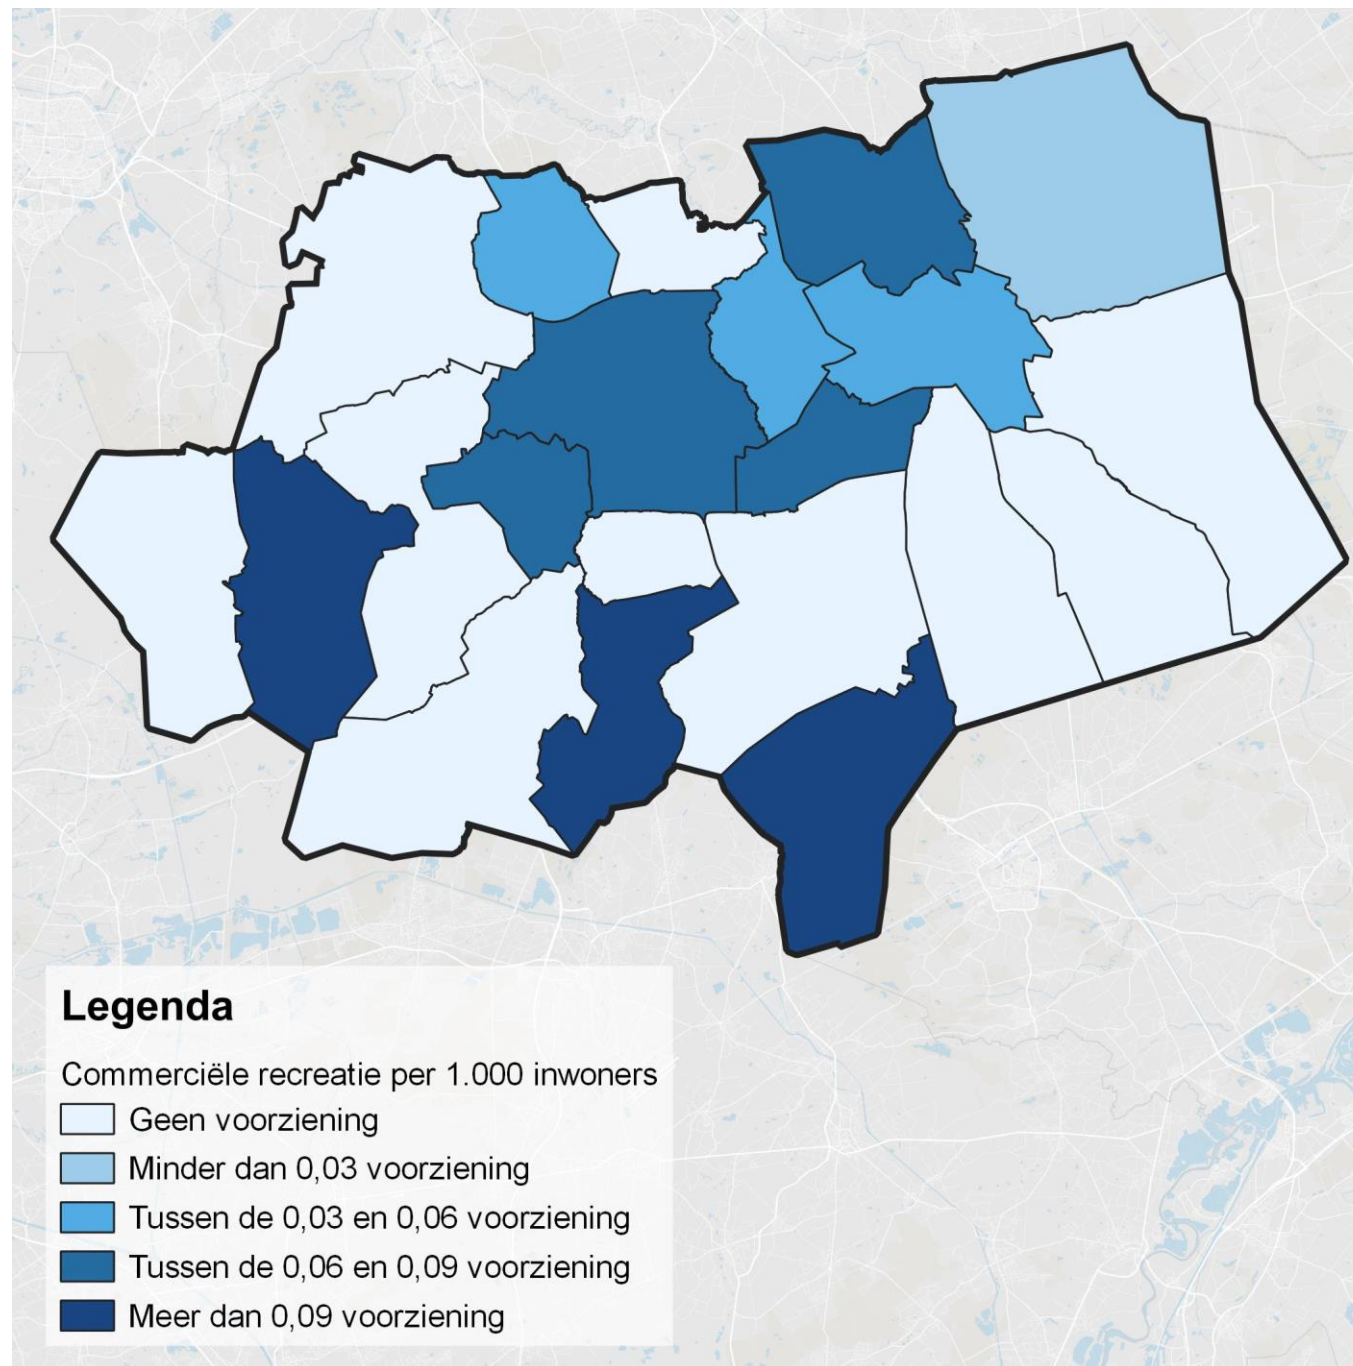 Legenda
Commerciële recreatie per 1.000 inwoners
Geen voorziening
Minder dan 0,03 voorziening
Tussen de 0,03 en 0,06 voorziening
Tussen de 0,06 en 0,09 voorziening
Meer dan 0,09 voorziening